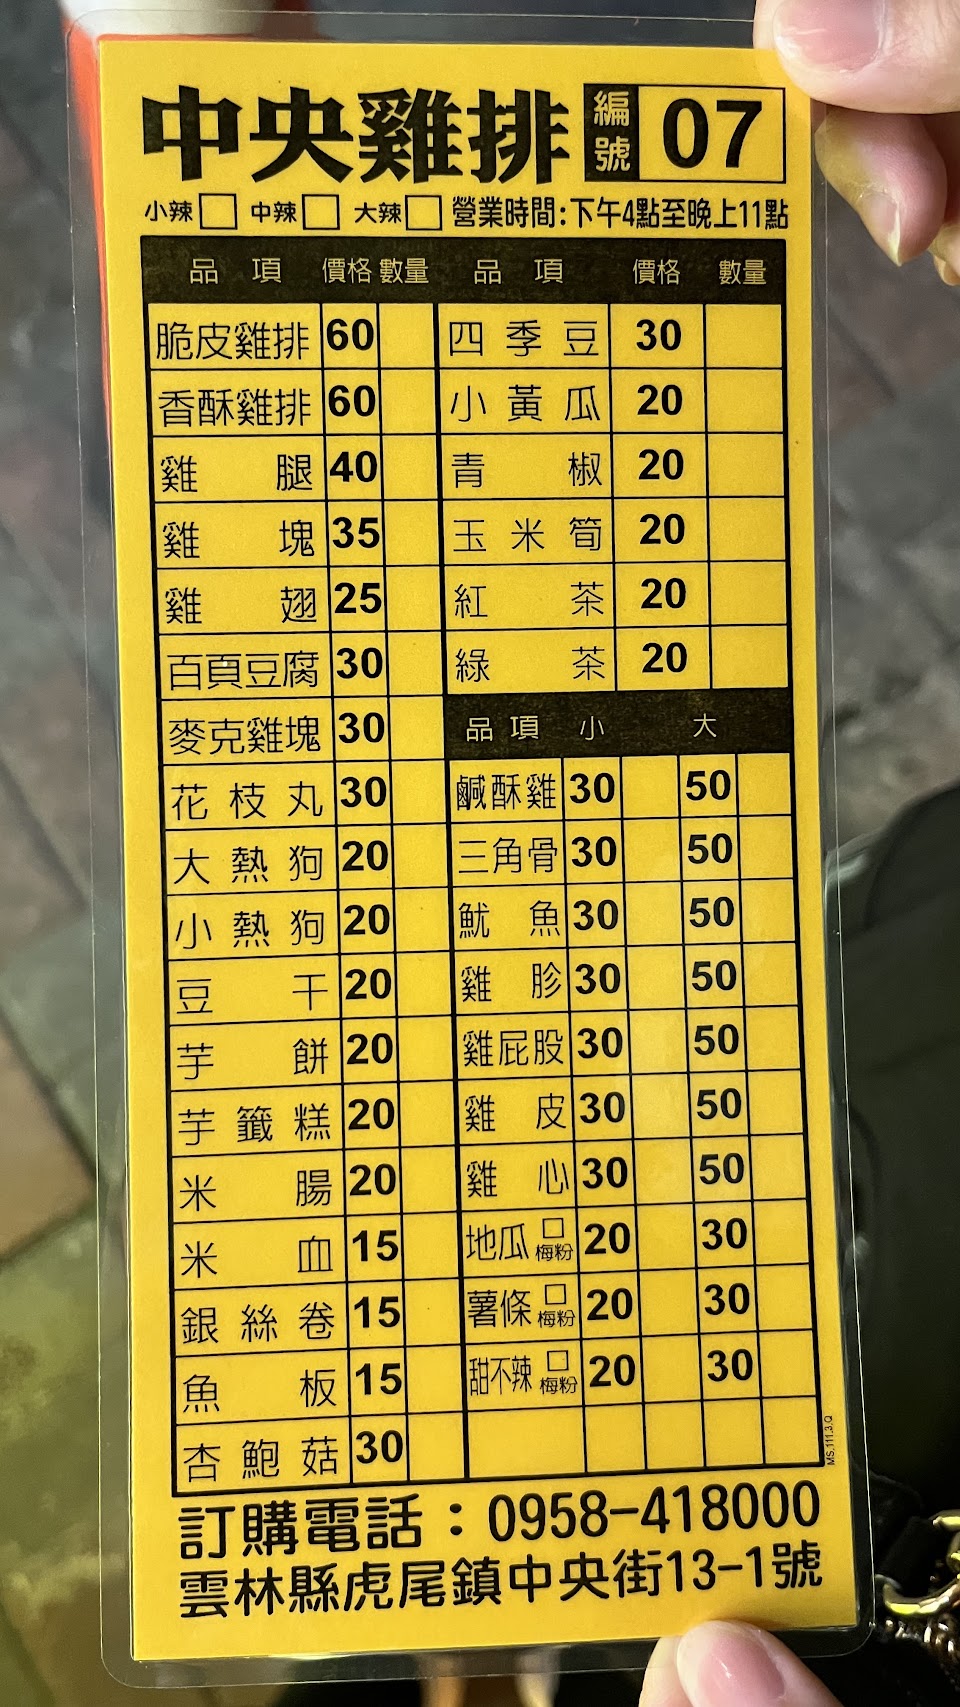 中央雞排 編號 07
小辣□ 中辣□ 大辣□ 營業時間:下午4點至晚上11點
品項 價格 數量
脆皮雞排 60
香酥雞排 60
雞腿 40
雞塊 35
雞翅 25
百頁豆腐 30
麥克雞塊 30
花枝丸 30
大熱狗 20
小熱狗 20
豆干 20
芋餅 20
芋籤糕 20
米腸 20
米血 15
銀絲卷 15
魚板 15
杏鮑菇 30
品項 價格 數量
四季豆 30
小黃瓜 20
青椒 20
玉米筍 20
紅茶 20
綠茶 20
品項 小 大
鹹酥雞 30 50
三角骨 30 50
魷魚 30 50
雞胗 30 50
雞屁股 30 50
雞皮 30 50
雞心 30 50
地瓜 □梅粉 20 30
薯條 □梅粉 20 30
甜不辣 □梅粉 20 30
MS.111.3.Q
訂購電話:0958-418000
雲林縣虎尾鎮中央街13-1號